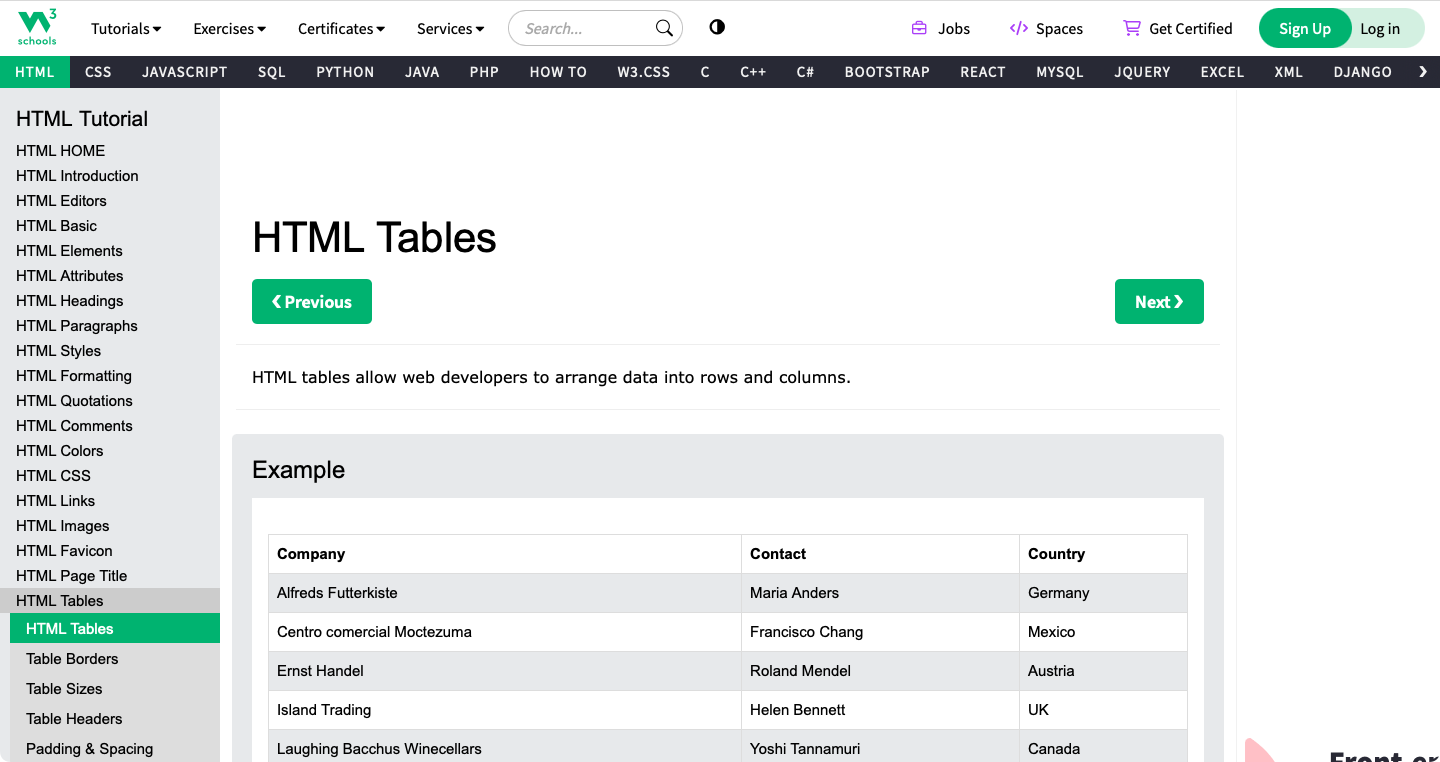 W3 schools
Tutorials Exercises Certificates Services Search... Jobs Spaces Get Certified Sign Up Log in
HTML CSS JAVASCRIPT SQL PYTHON JAVA PHP HOW TO W3.CSS C C++ C# BOOTSTRAP REACT MYSQL JQUERY EXCEL XML DJANGO ❯
HTML Tutorial
HTML HOME
HTML Introduction
HTML Editors
HTML Basic
HTML Elements
HTML Attributes
HTML Headings
HTML Paragraphs
HTML Styles
HTML Formatting
HTML Quotations
HTML Comments
HTML Colors
HTML CSS
HTML Links
HTML Images
HTML Favicon
HTML Page Title
HTML Tables
HTML Tables
Table Borders
Table Sizes
Table Headers
Padding & Spacing
HTML Tables
❮ Previous
Next ❯
HTML tables allow web developers to arrange data into rows and columns.
Example
Company Contact Country
Alfreds Futterkiste Maria Anders Germany
Centro comercial Moctezuma Francisco Chang Mexico
Ernst Handel Roland Mendel Austria
Island Trading Helen Bennett UK
Laughing Bacchus Winecellars Yoshi Tannamuri Canada